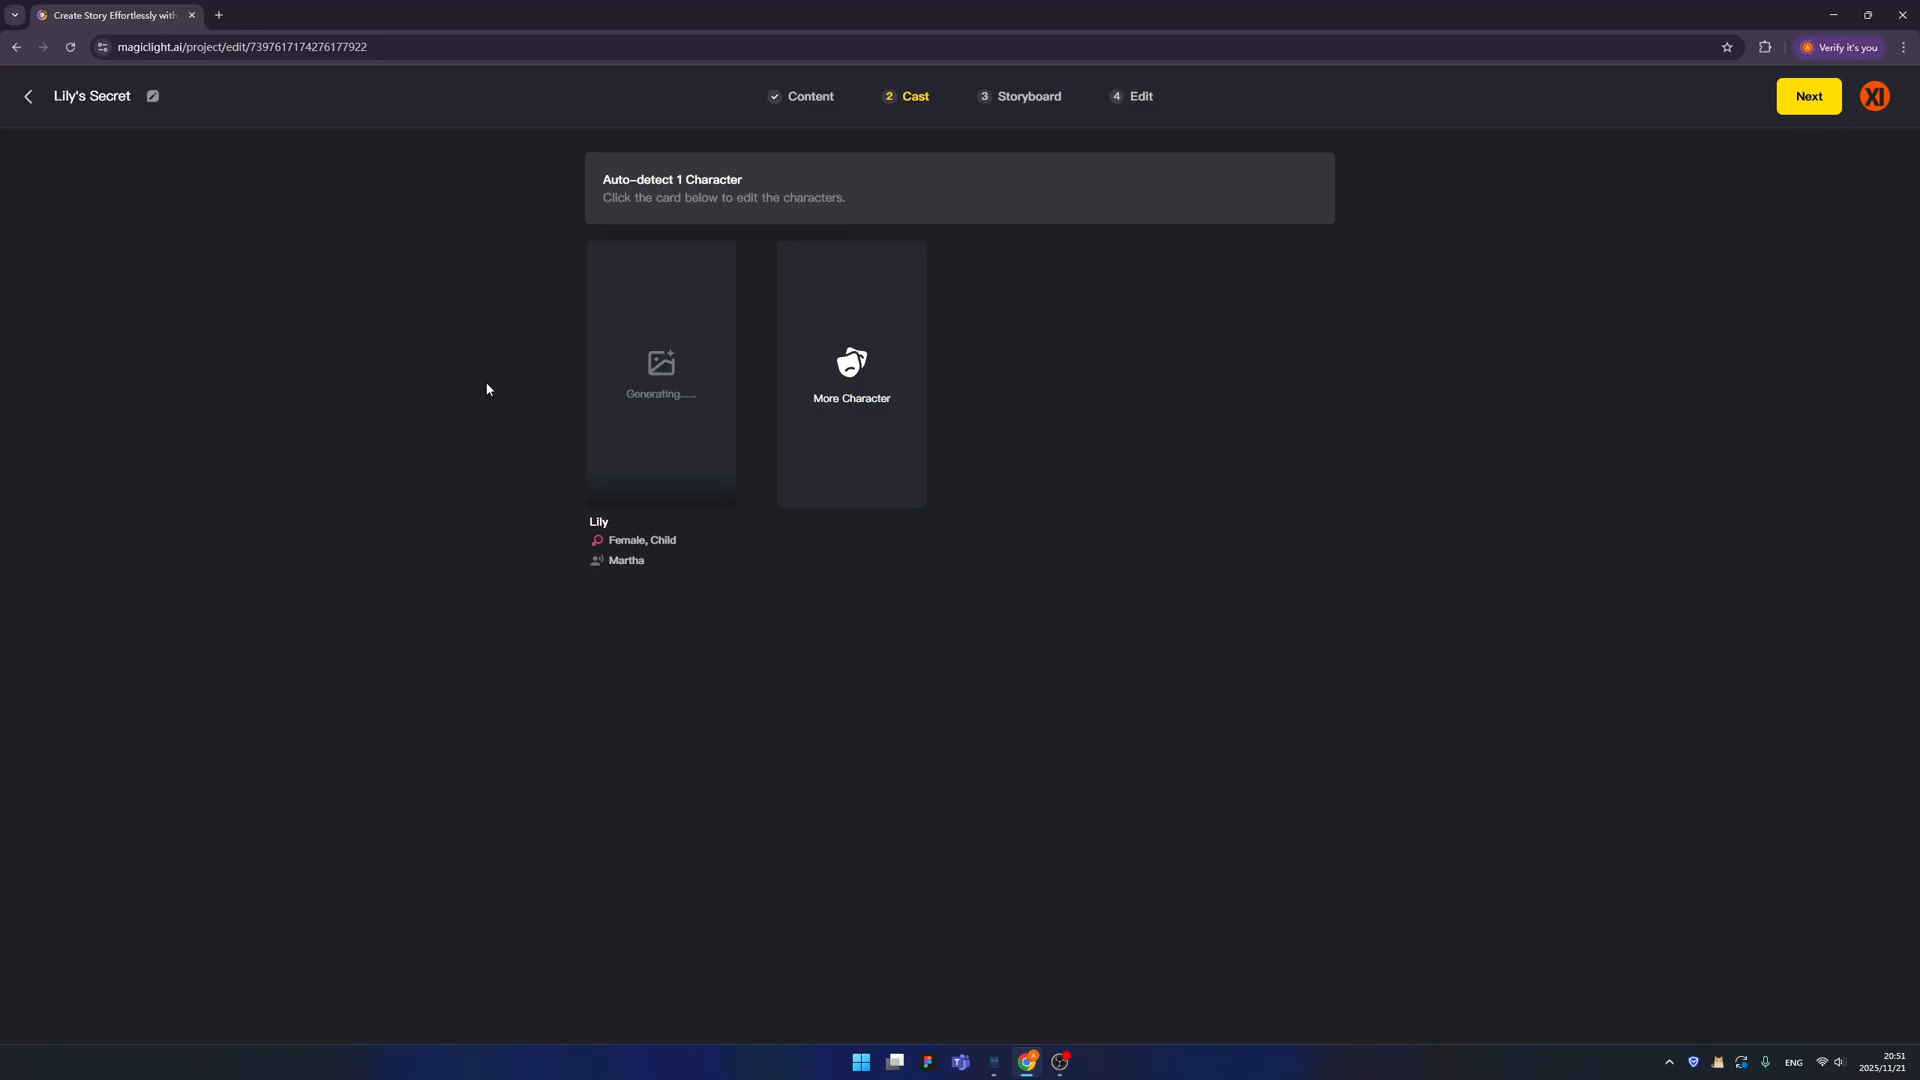 Create Story Effortlessly with
magiclight.ai/project/edit/7397617174276177922
Verify it's you
Lily's Secret
Content
2 Cast
3 Storyboard
4 Edit
Next
XI
Auto-detect 1 Character
Click the card below to edit the characters.
Generating......
More Character
Lily
Female, Child
Martha
ENG
20:51
2025/11/21